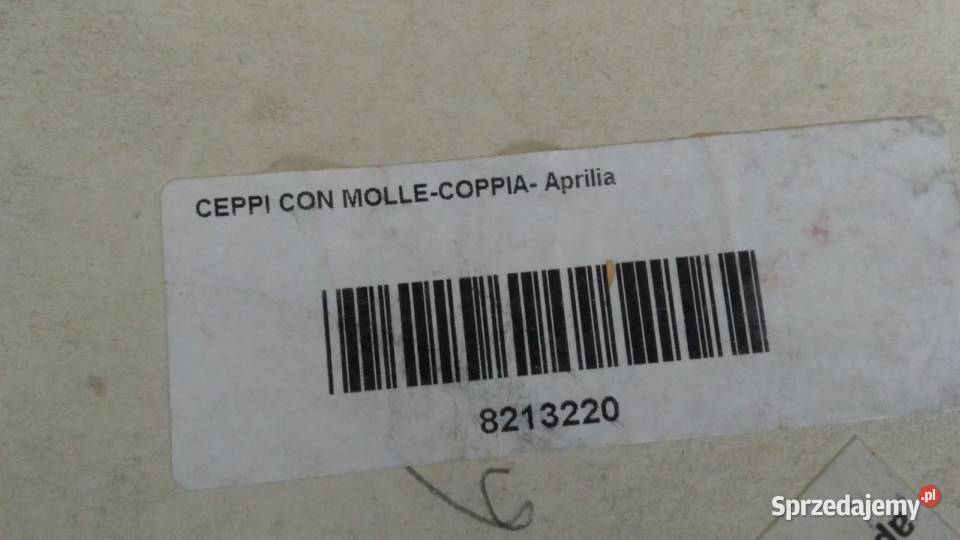 CEPPI CON MOLLE-COPPIA- Aprilia
8213220
Sprzedajemy.pl